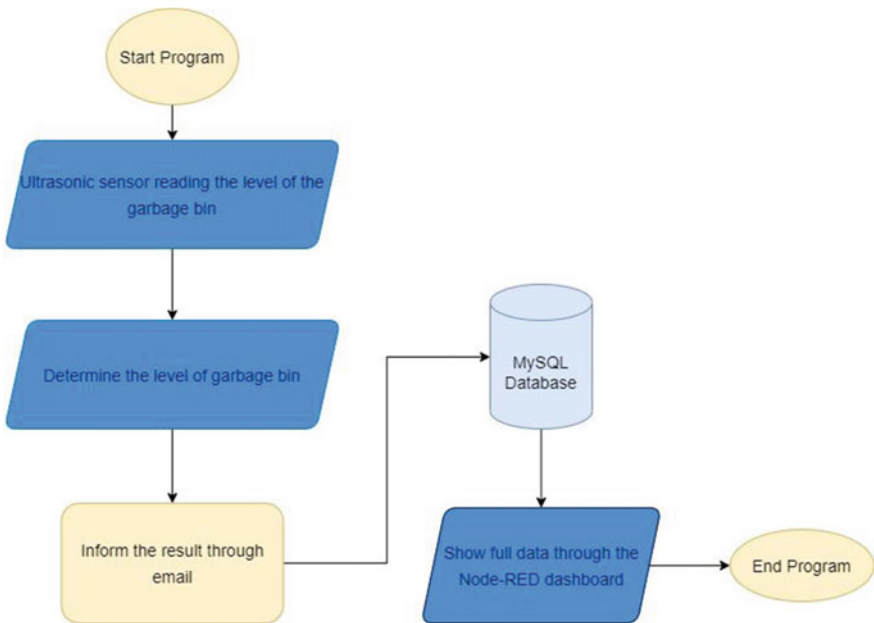 Start Program
Ultrasonic sensor reading the level of the
garbage bin
Determine the level of garbage bin
Inform the result through
email
MySQL
Database
Show full data through the
Node-RED dashboard
End Program